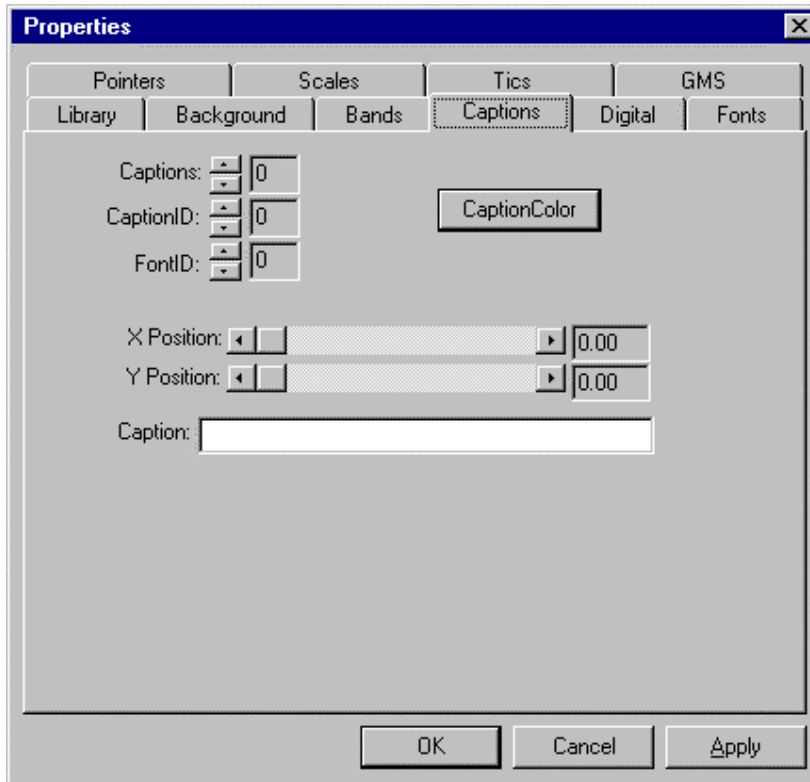 Properties
Pointers Scales Tics GMS
Library Background Bands Captions Digital Fonts
Captions: 0
CaptionID: 0
CaptionColor
FontID: 0
X Position: 0.00
Y Position: 0.00
Caption:
OK Cancel Apply